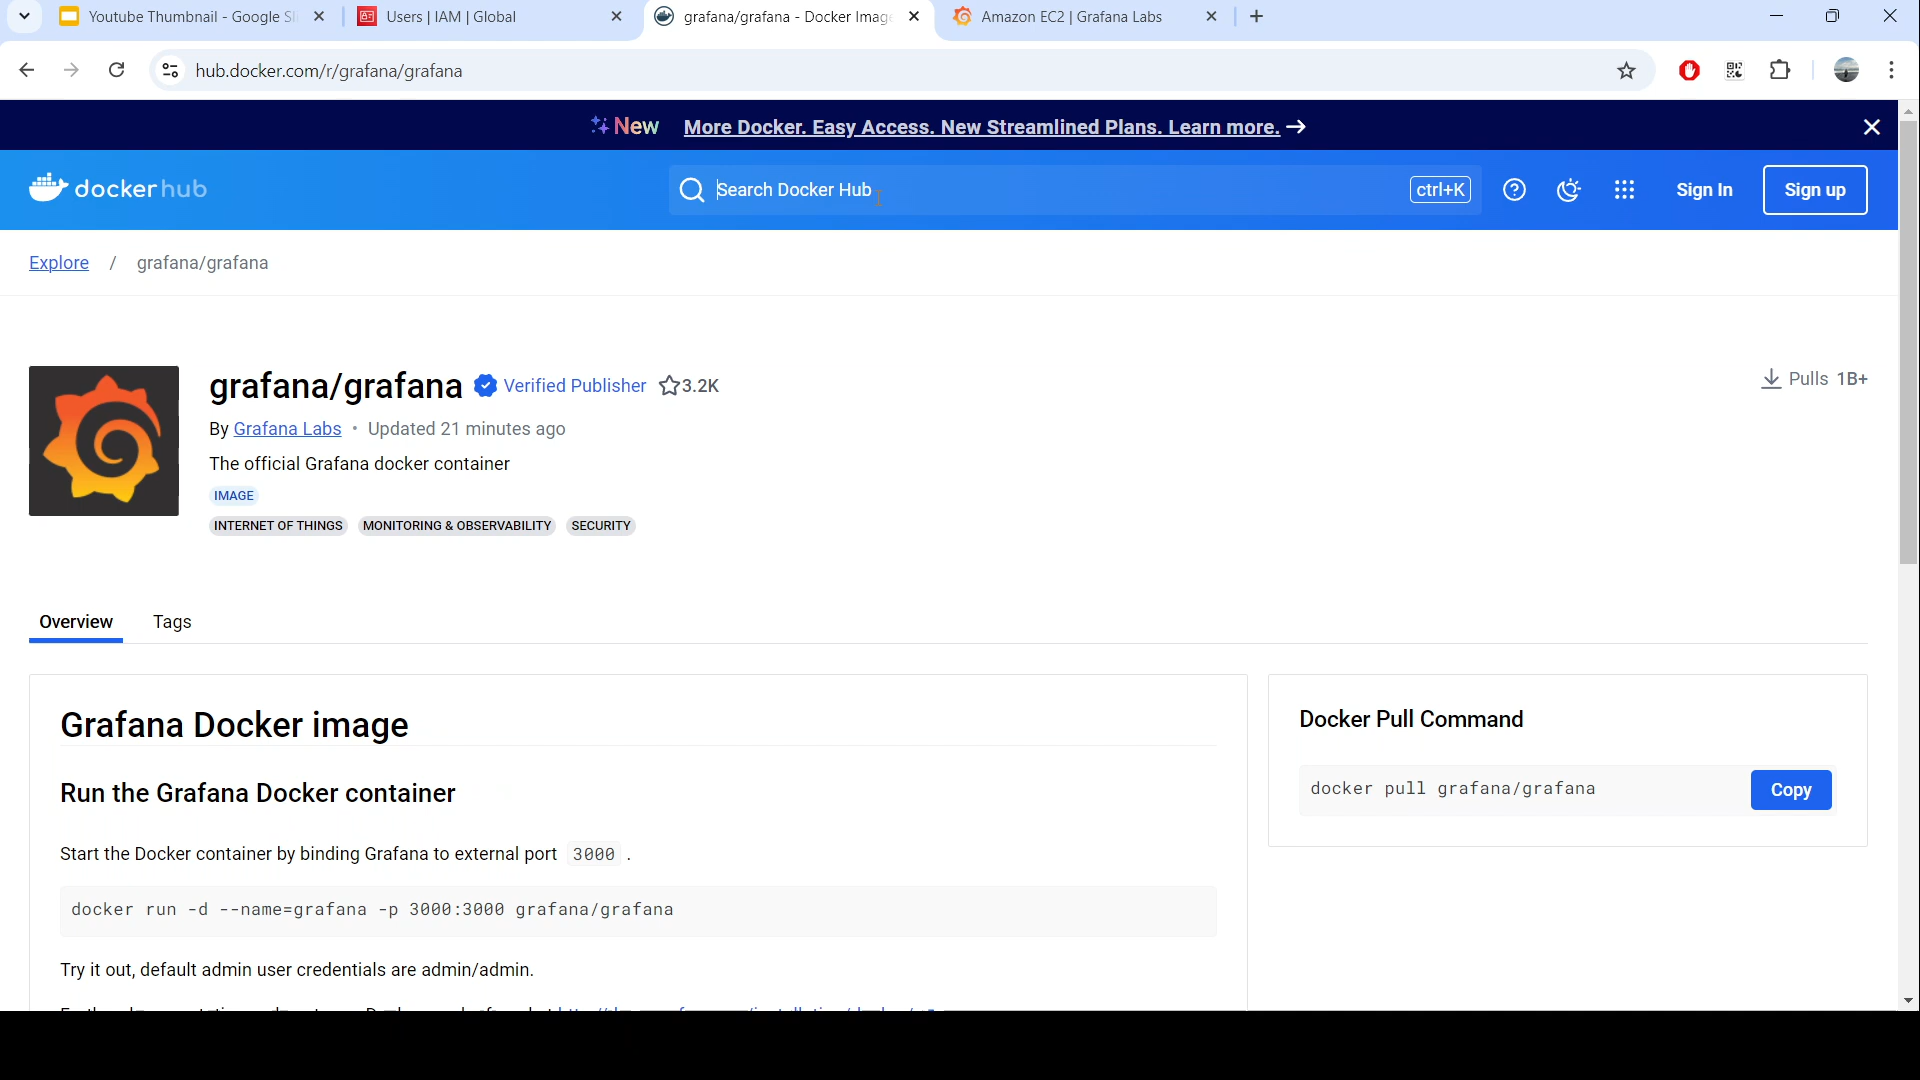 Youtube Thumbnail - Google Sl
Users | IAM | Global
grafana/grafana - Docker Image
Amazon EC2 | Grafana Labs
hub.docker.com/r/grafana/grafana
New More Docker. Easy Access. New Streamlined Plans. Learn more. →
dockerhub
Search Docker Hub
ctrl+K
Sign In
Sign up
Explore / grafana/grafana
grafana/grafana Verified Publisher 3.2K
Pulls 1B+
By Grafana Labs • Updated 21 minutes ago
The official Grafana docker container
IMAGE
INTERNET OF THINGS MONITORING & OBSERVABILITY SECURITY
Overview Tags
Grafana Docker image
Run the Grafana Docker container
Start the Docker container by binding Grafana to external port 3000 .
docker run -d --name=grafana -p 3000:3000 grafana/grafana
Try it out, default admin user credentials are admin/admin.
Docker Pull Command
docker pull grafana/grafana
Copy